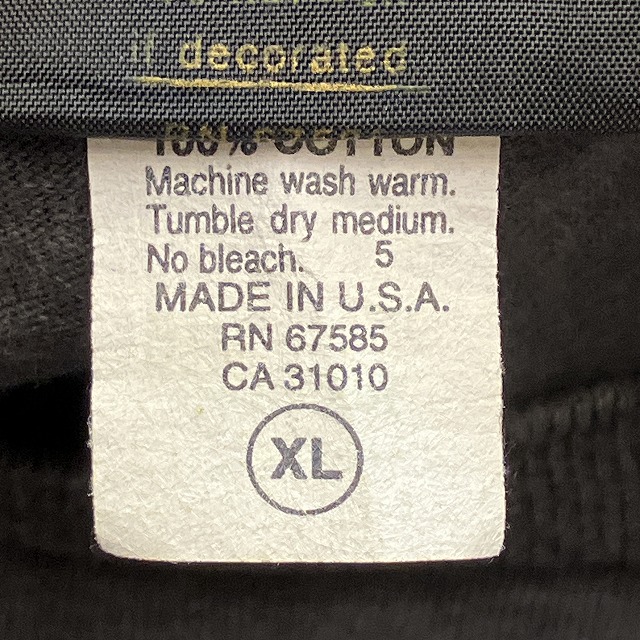 if decorated
100% COTTON
Machine wash warm.
Tumble dry medium.
No bleach. 5
MADE IN U.S.A.
RN 67585
CA 31010
XL